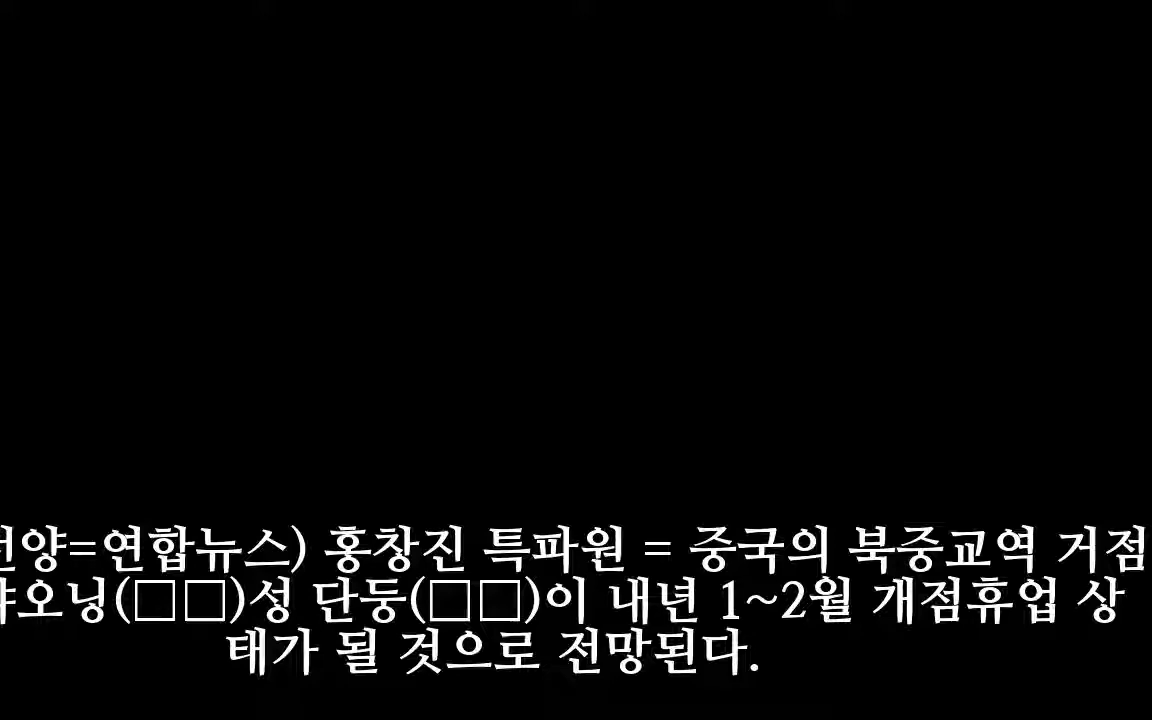 선양=연합뉴스) 홍창진 특파원 = 중국의 북중교역 거점
랴오닝(□□)성 단둥(□□)이 내년 1~2월 개점휴업 상
태가 될 것으로 전망된다.